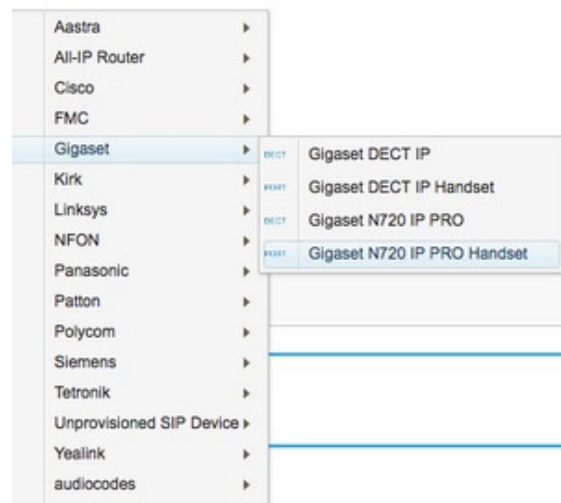 Aastra
All-IP Router
Cisco
FMC
Gigaset
Kirk
Linksys
NFON
Panasonic
Patton
Polycom
Siemens
Tetronik
Unprovisioned SIP Device
Yealink
audiocodes
DECT Gigaset DECT IP
PORT Gigaset DECT IP Handset
DECT Gigaset N720 IP PRO
PORT Gigaset N720 IP PRO Handset